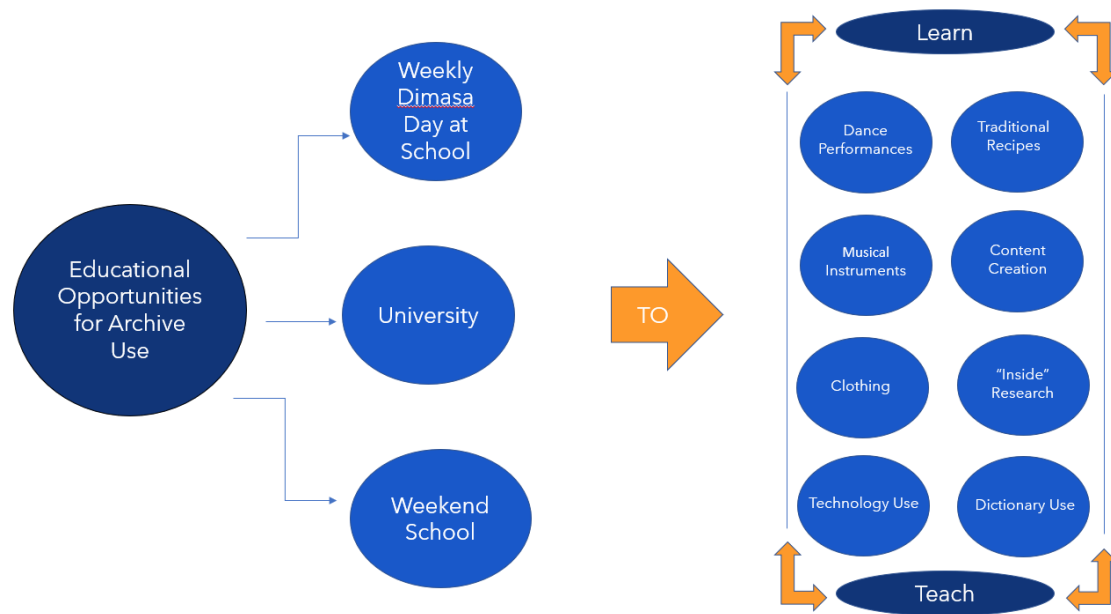 Educational
Opportunities
for Archive
Use
Weekly
Dimasa
Day at
School
University
Weekend
School
TO
Learn
Dance
Performances
Traditional
Recipes
Musical
Instruments
Content
Creation
Clothing
“Inside”
Research
Technology Use
Dictionary Use
Teach